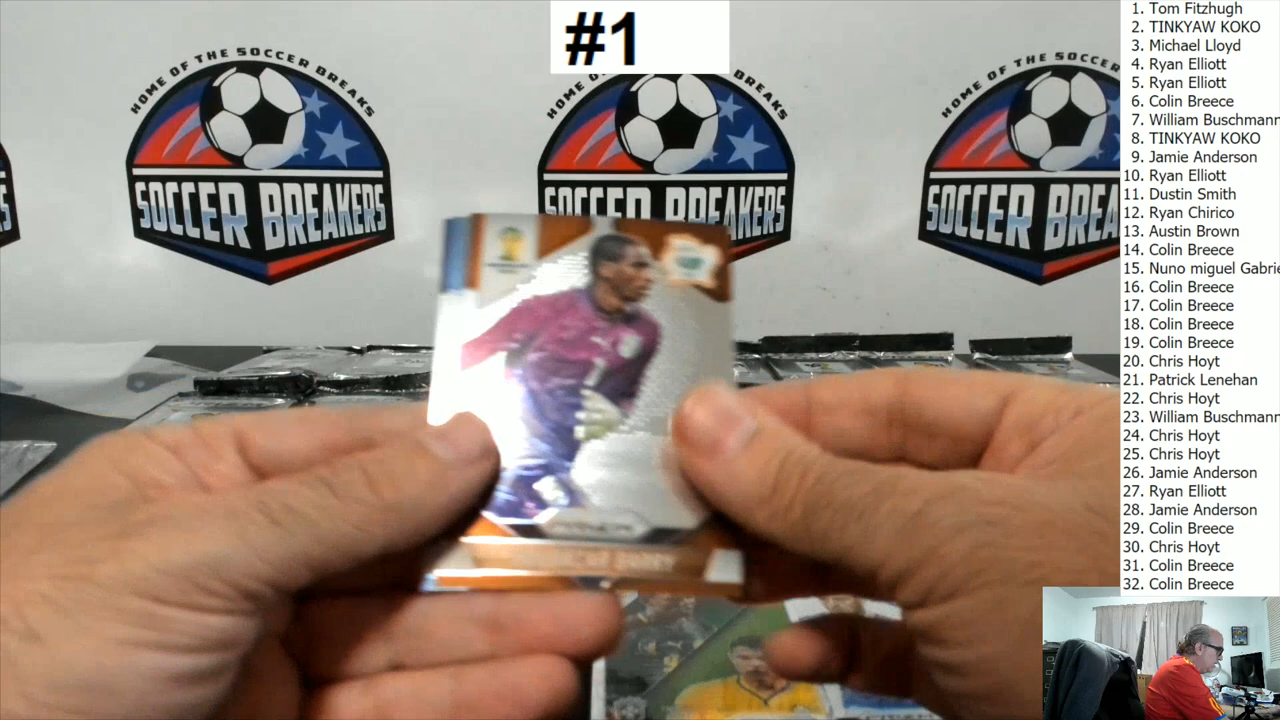 #1
HOME OF THE SOCCER BREAKS
SOCCER BREAKERS
HOME OF THE SOCCER BREAKS
SOCCER BREAKERS
HOME OF THE SOCCER
SOCCER BREA
PRIZM
1. Tom Fitzhugh
2. TINKYAW KOKO
3. Michael Lloyd
4. Ryan Elliott
5. Ryan Elliott
6. Colin Breece
7. William Buschmann
8. TINKYAW KOKO
9. Jamie Anderson
10. Ryan Elliott
11. Dustin Smith
12. Ryan Chirico
13. Austin Brown
14. Colin Breece
15. Nuno miguel Gabrie
16. Colin Breece
17. Colin Breece
18. Colin Breece
19. Colin Breece
20. Chris Hoyt
21. Patrick Lenehan
22. Chris Hoyt
23. William Buschmann
24. Chris Hoyt
25. Chris Hoyt
26. Jamie Anderson
27. Ryan Elliott
28. Jamie Anderson
29. Colin Breece
30. Chris Hoyt
31. Colin Breece
32. Colin Breece